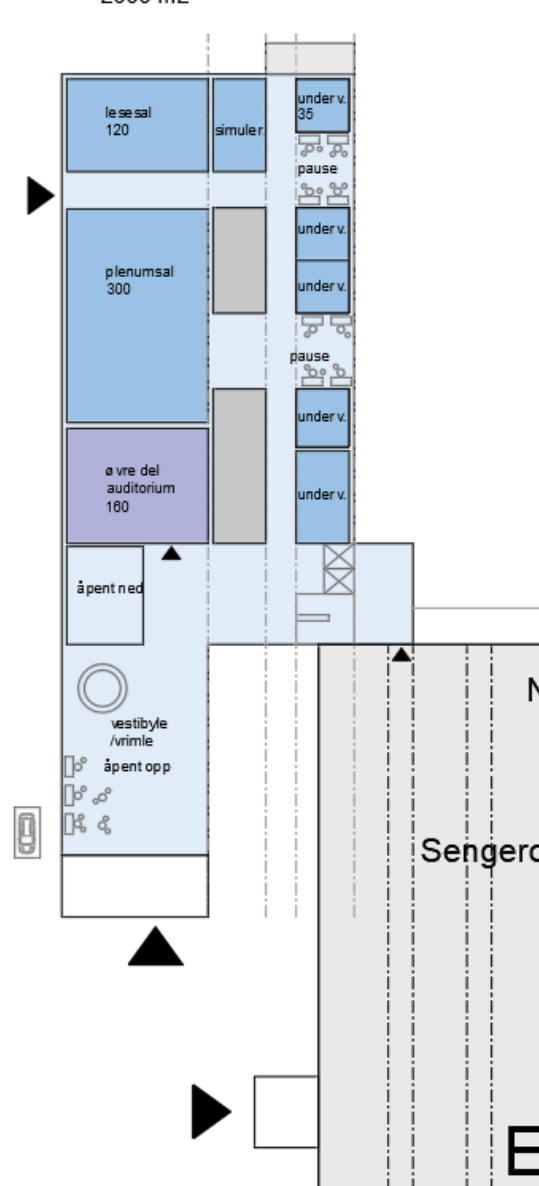 lesesal
120
simuler.
underv.
35
pause
plenumsal
300
underv.
underv.
pause
underv.
øvre del
auditorium
160
underv.
åpent ned
vestibyle
/vrimle
åpent opp